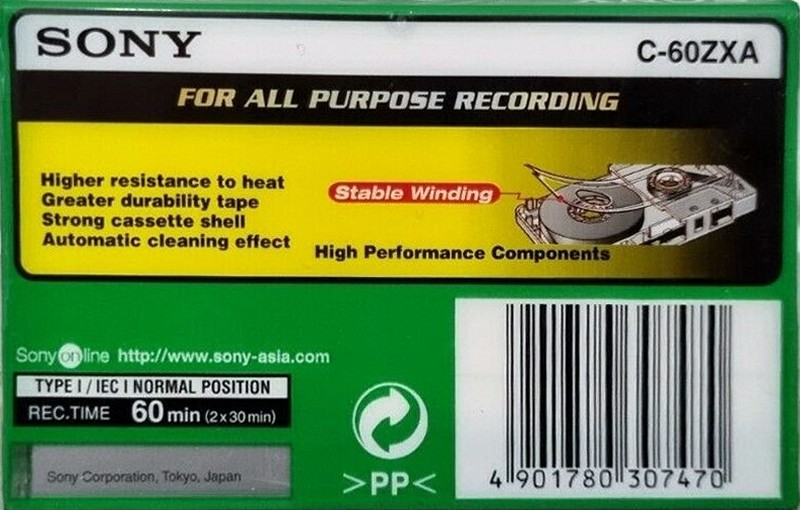 SONY
C-60ZXA
FOR ALL PURPOSE RECORDING
Higher resistance to heat
Greater durability tape
Strong cassette shell
Automatic cleaning effect
Stable Winding
High Performance Components
Sony on line http://www.sony-asia.com
TYPE I / IEC I NORMAL POSITION
REC.TIME 60 min (2 x 30 min)
Sony Corporation, Tokyo, Japan
>PP<
4 901780 307470